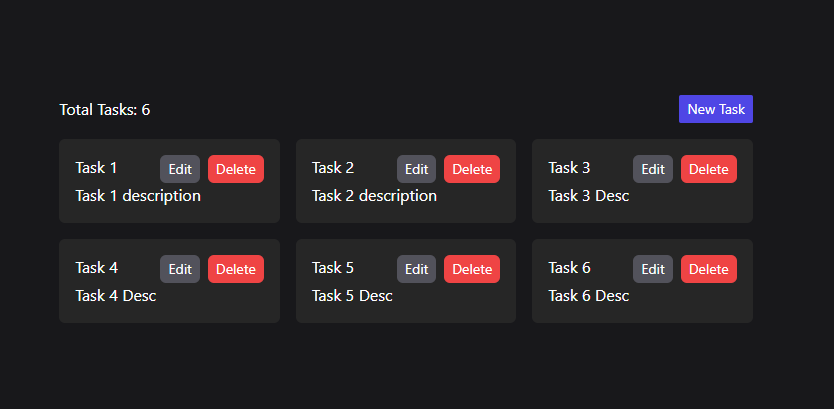 Total Tasks: 6 New Task
Task 1 Edit Delete
Task 1 description
Task 2 Edit Delete
Task 2 description
Task 3 Edit Delete
Task 3 Desc
Task 4 Edit Delete
Task 4 Desc
Task 5 Edit Delete
Task 5 Desc
Task 6 Edit Delete
Task 6 Desc